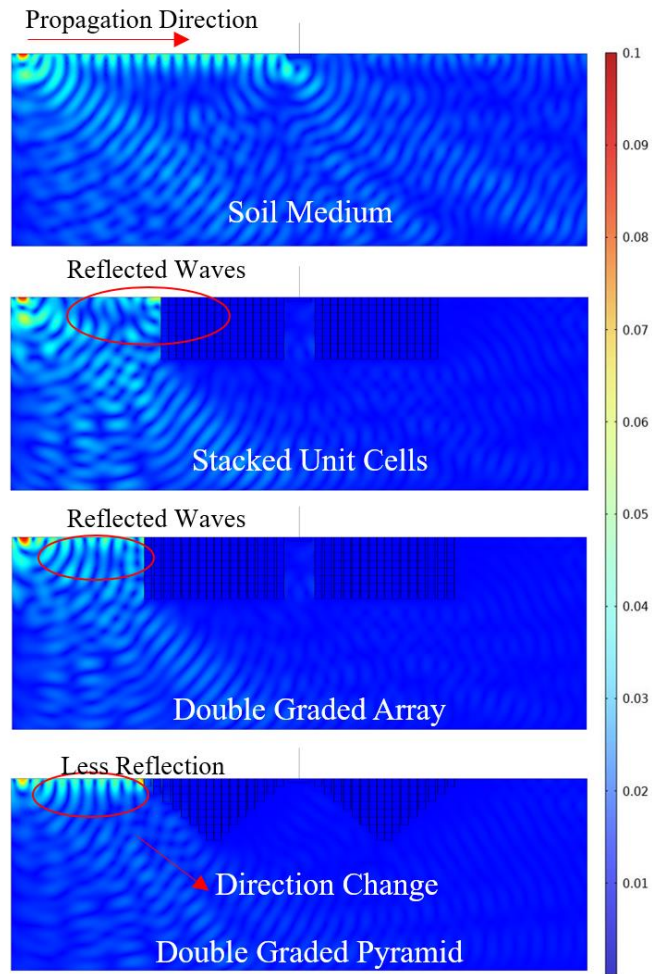 Propagation Direction
Soil Medium
Reflected Waves
Stacked Unit Cells
Reflected Waves
Double Graded Array
Less Reflection
Direction Change
Double Graded Pyramid
0.1
0.09
0.08
0.07
0.06
0.05
0.04
0.03
0.02
0.01